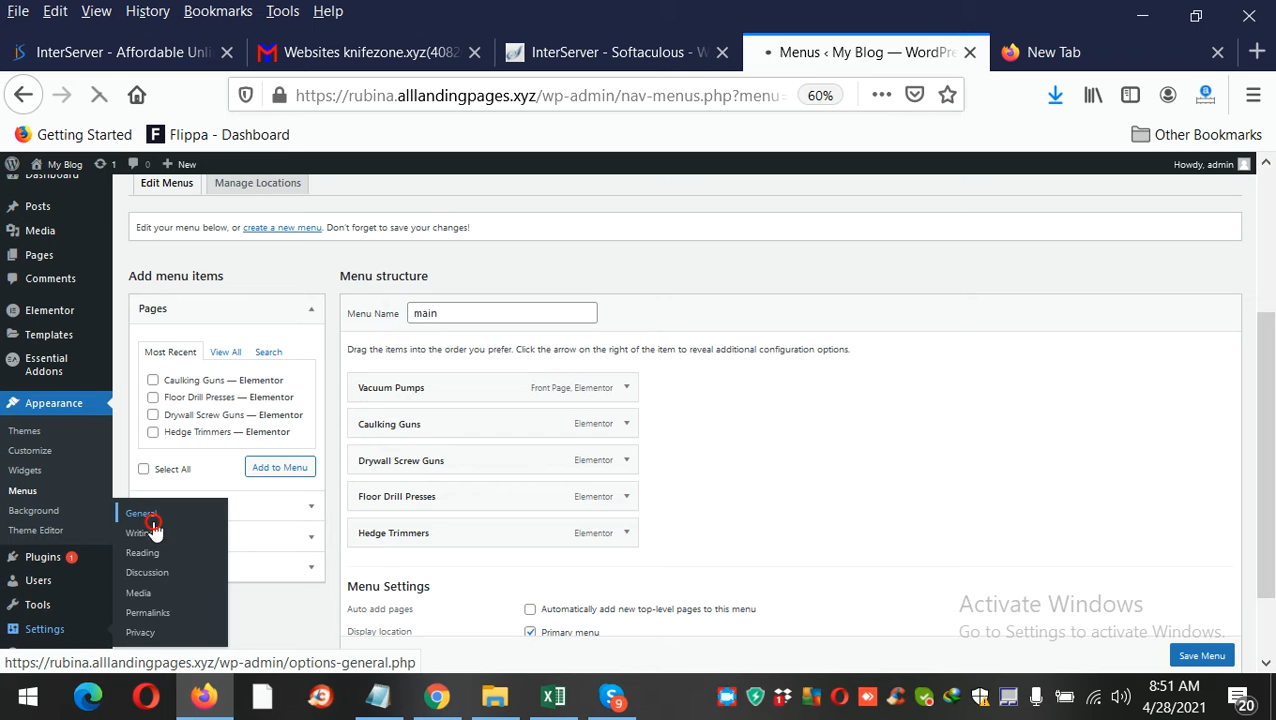 File Edit View History Bookmarks Tools Help
InterServer - Affordable Unli
Websites knifezone.xyz(4082
InterServer - Softaculous - W
Menus ‹ My Blog — WordPre
New Tab
https://rubina.alllandingpages.xyz/wp-admin/nav-menus.php?menu=
60%
Getting Started
Flippa - Dashboard
Other Bookmarks
My Blog 1 0 New
Howdy, admin
Dashboard
Posts
Media
Pages
Comments
Elementor
Templates
Essential
Addons
Appearance
Themes
Customize
Widgets
Menus
Background
Theme Editor
Plugins 1
Users
Tools
Settings
General
Writing
Reading
Discussion
Media
Permalinks
Privacy
Edit Menus
Manage Locations
Edit your menu below, or create a new menu. Don't forget to save your changes!
Add menu items
Pages
Most Recent View All Search
Caulking Guns — Elementor
Floor Drill Presses — Elementor
Drywall Screw Guns — Elementor
Hedge Trimmers — Elementor
Select All
Add to Menu
Menu structure
Menu Name main
Drag the items into the order you prefer. Click the arrow on the right of the item to reveal additional configuration options.
Vacuum Pumps Front Page, Elementor
Caulking Guns Elementor
Drywall Screw Guns Elementor
Floor Drill Presses Elementor
Hedge Trimmers Elementor
Menu Settings
Auto add pages
Automatically add new top-level pages to this menu
Display location
Primary menu
Activate Windows
Go to Settings to activate Windows.
Save Menu
https://rubina.alllandingpages.xyz/wp-admin/options-general.php
9
8:51 AM
4/28/2021
20